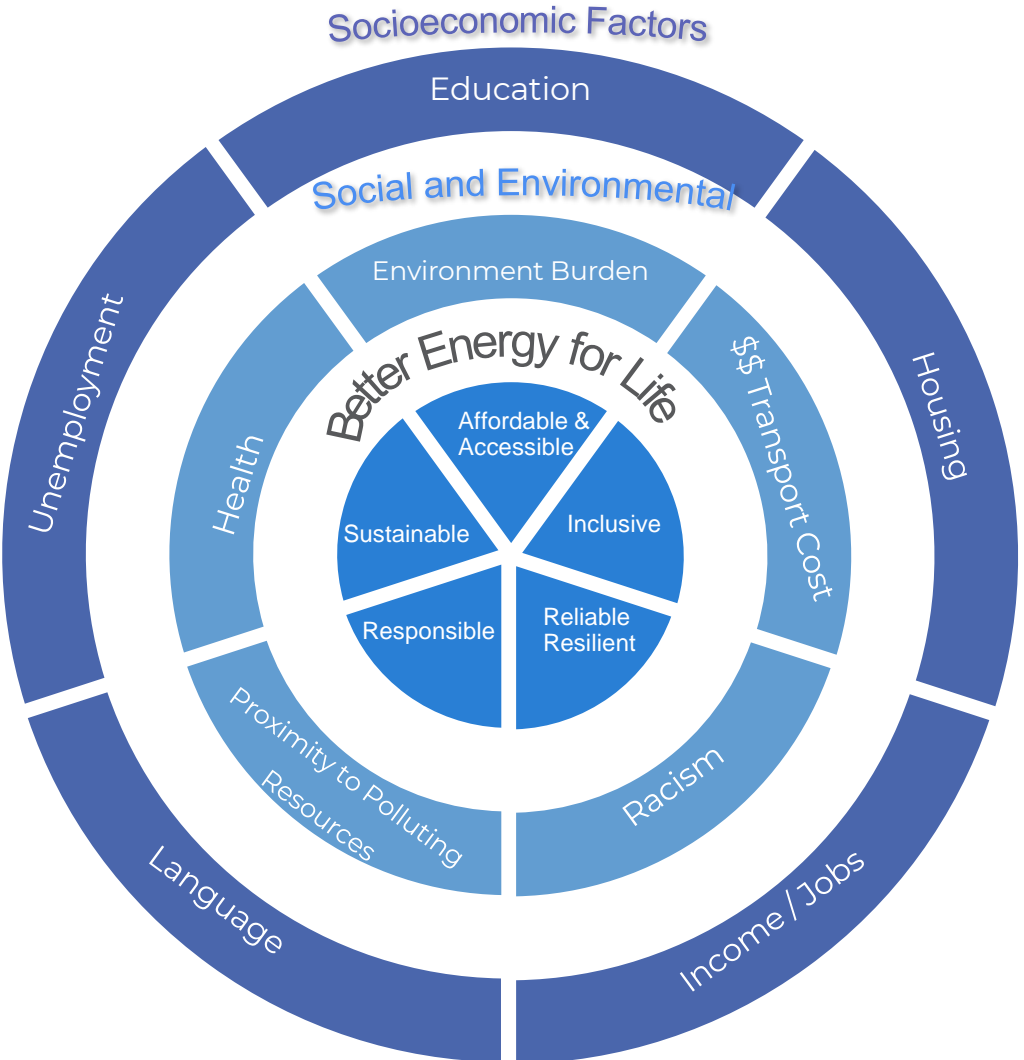 Socioeconomic Factors
Education
Housing
Income / Jobs
Language
Unemployment
Social and Environmental
Environment Burden
$$ Transport Cost
Racism
Proximity to Polluting
Resources
Health
Better Energy for Life
Affordable &
Accessible
Inclusive
Reliable
Resilient
Responsible
Sustainable